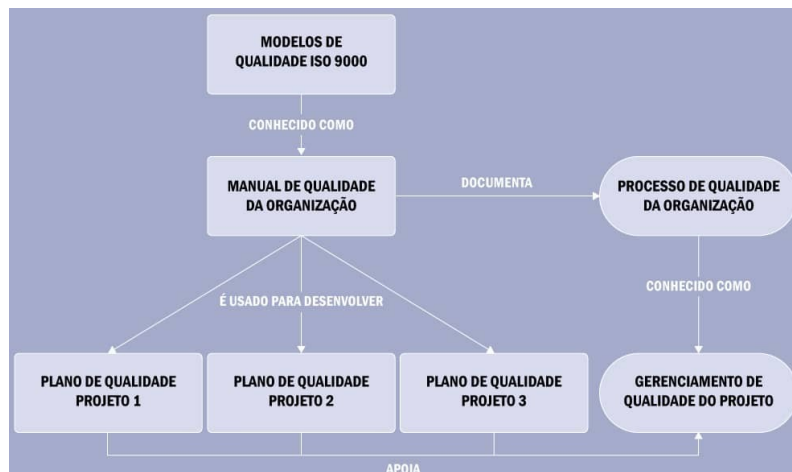 MODELOS DE
QUALIDADE ISO 9000
CONHECIDO COMO
MANUAL DE QUALIDADE
DA ORGANIZAÇÃO
DOCUMENTA
PROCESSO DE QUALIDADE
DA ORGANIZAÇÃO
CONHECIDO COMO
É USADO PARA DESENVOLVER
PLANO DE QUALIDADE
PROJETO 1
PLANO DE QUALIDADE
PROJETO 2
PLANO DE QUALIDADE
PROJETO 3
GERENCIAMENTO DE
QUALIDADE DO PROJETO
APOIA